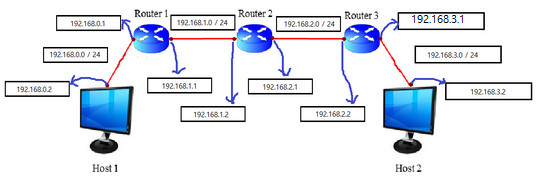 Router 1
Router 2
Router 3
192.168.0.1
192.168.1.0 / 24
192.168.2.0 / 24
192.168.3.1
192.168.0.0 / 24
192.168.3.0 / 24
192.168.0.2
192.168.1.1
192.168.2.1
192.168.3.2
192.168.1.2
192.168.2.2
Host 1
Host 2